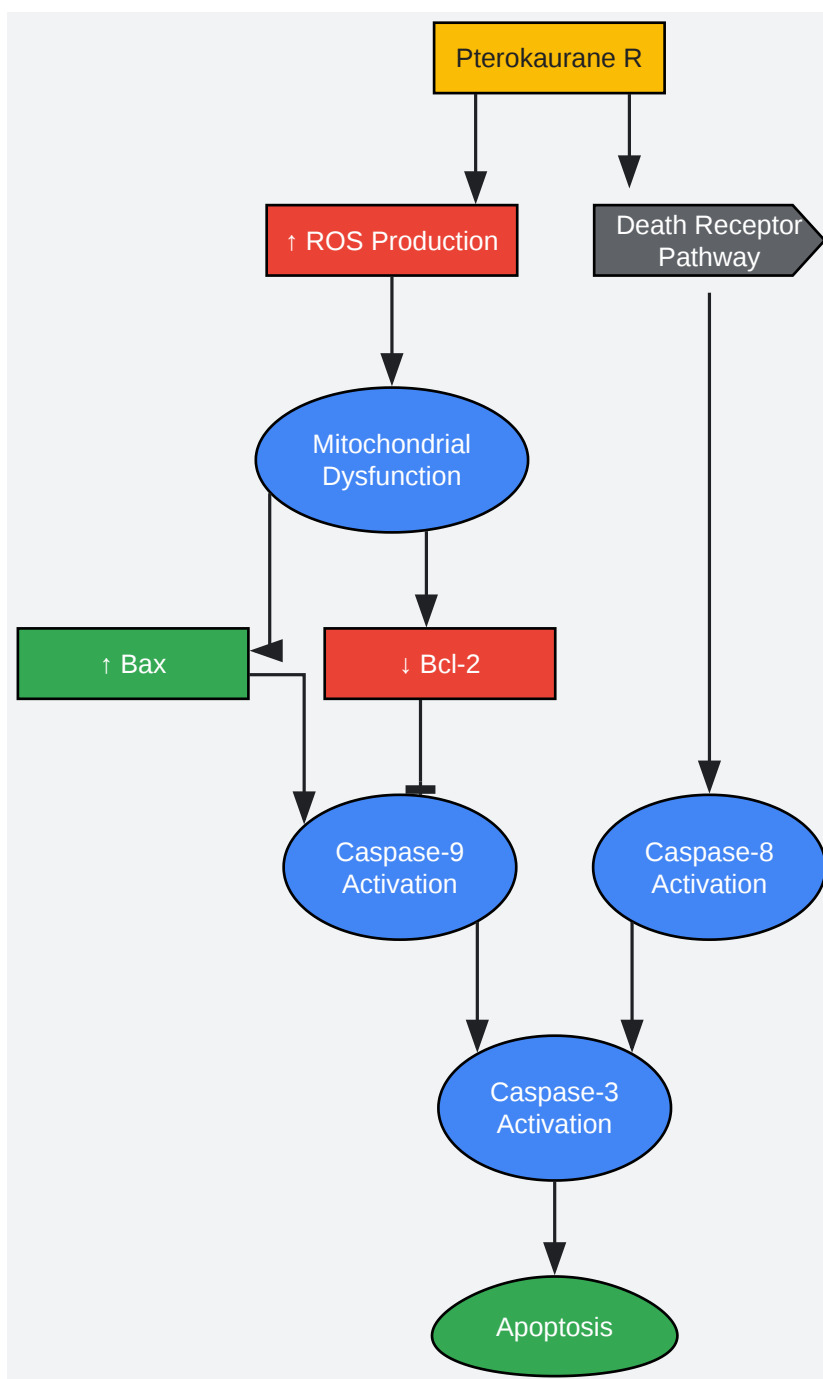 Pterokaurane R
↑ ROS Production
Death Receptor
Pathway
Mitochondrial
Dysfunction
↑ Bax
↓ Bcl-2
Caspase-9
Activation
Caspase-8
Activation
Caspase-3
Activation
Apoptosis